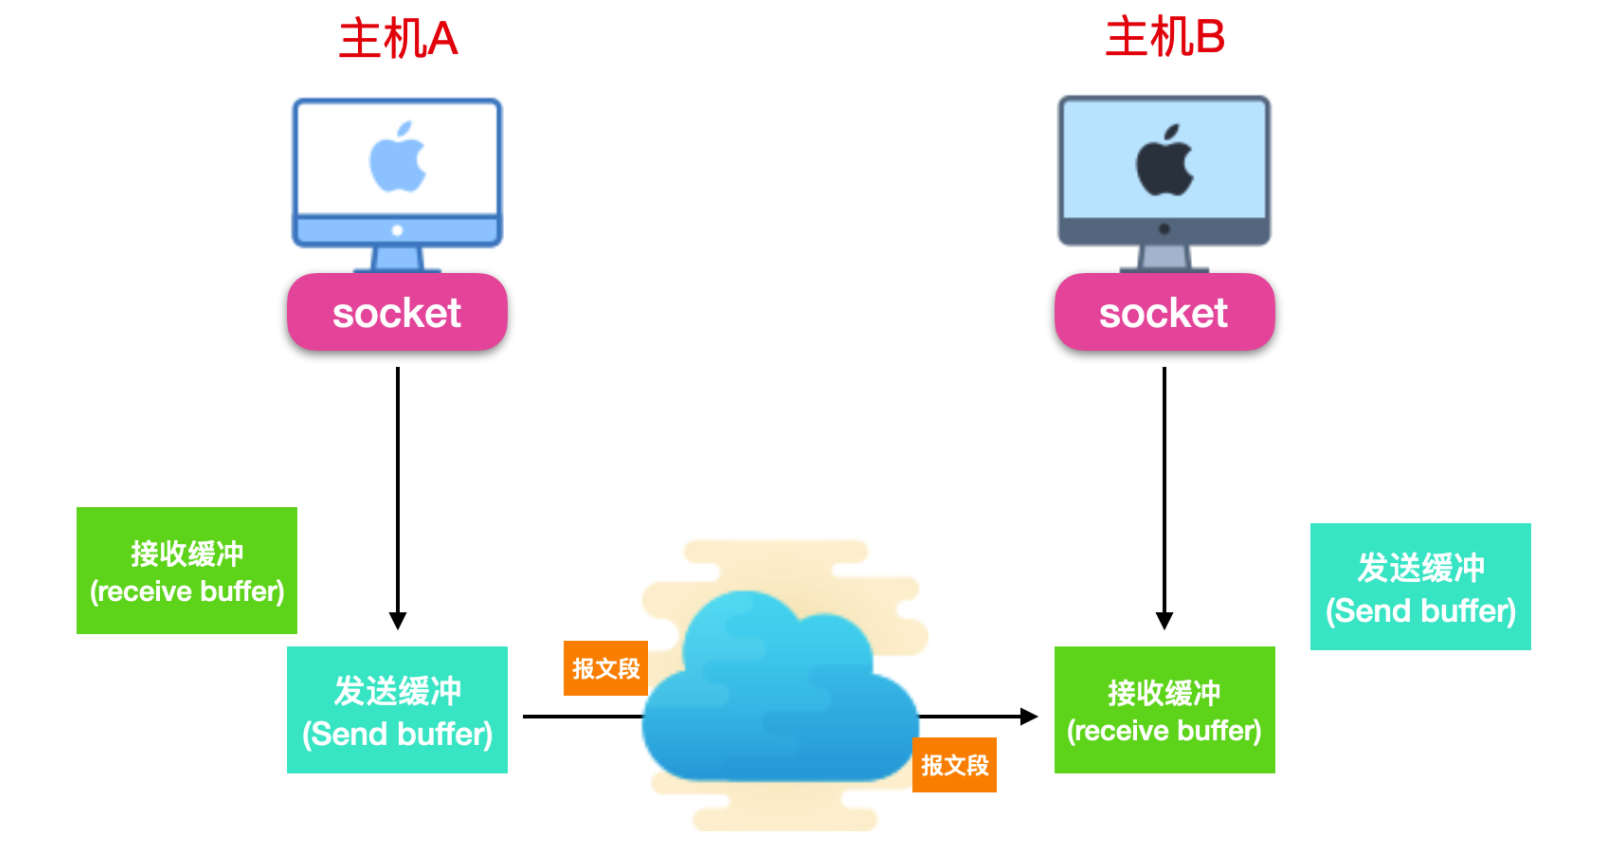 主机A
主机B
socket
socket
接收缓冲
(receive buffer)
发送缓冲
(Send buffer)
报文段
发送缓冲
(Send buffer)
接收缓冲
(receive buffer)
报文段